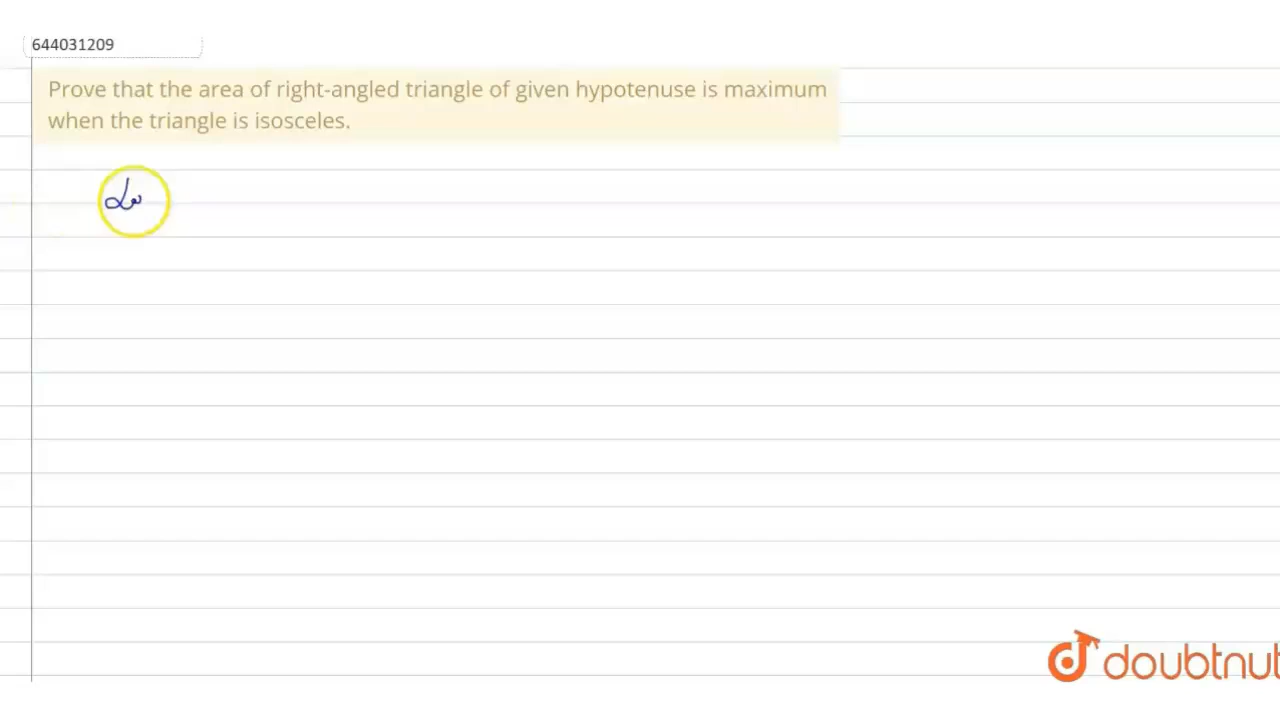 644031209
Prove that the area of right-angled triangle of given hypotenuse is maximum
when the triangle is isosceles.
doubtnut